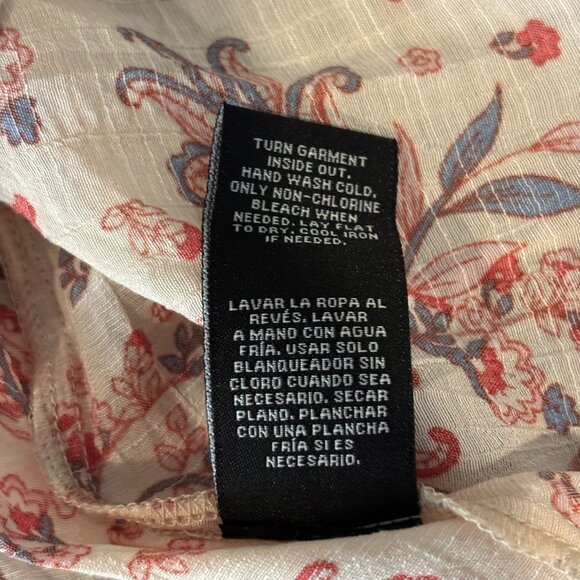 TURN GARMENT
INSIDE OUT.
HAND WASH COLD.
ONLY NON-CHLORINE
BLEACH WHEN
NEEDED. LAY FLAT
TO DRY. COOL IRON
IF NEEDED.
LAVAR LA ROPA AL
REVÉS. LAVAR
A MANO CON AGUA
FRÍA. USAR SOLO
BLANQUEADOR SIN
CLORO CUANDO SEA
NECESARIO. SECAR
PLANO. PLANCHAR
CON UNA PLANCHA
FRÍA SI ES
NECESARIO.